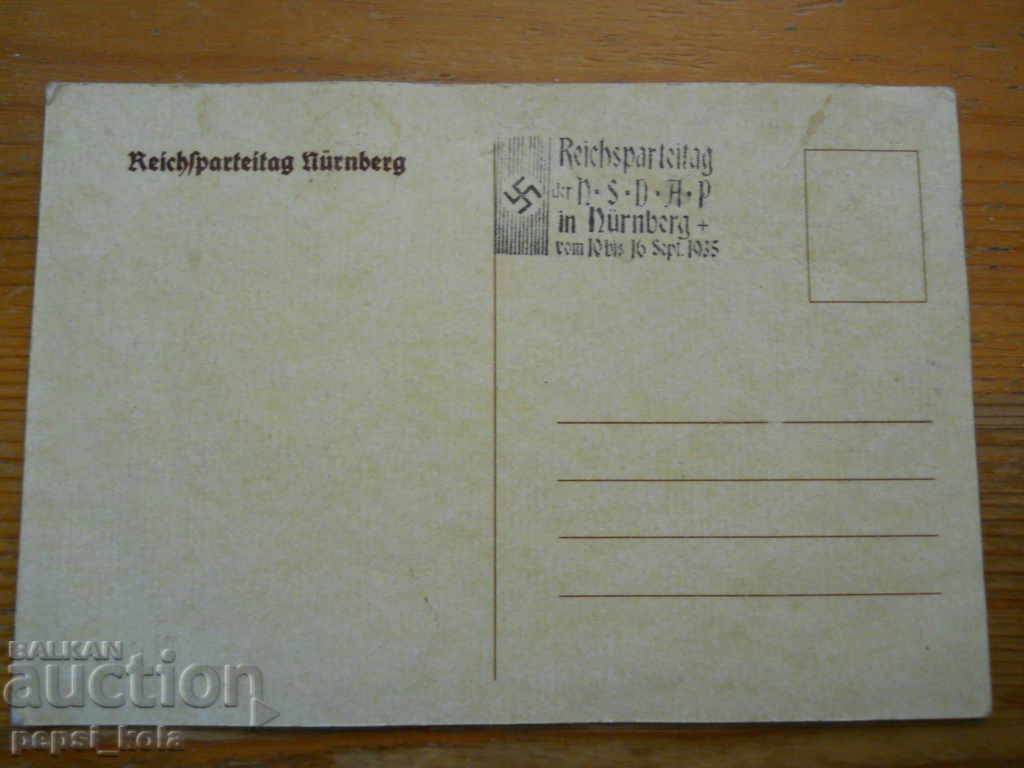 Reichsparteitag Nürnberg
Reichsparteitag
der N·S·D·A·P
in Nürnberg +
vom 10 bis 16 Sept. 1935
BALKAN
auction
pepsi_kola